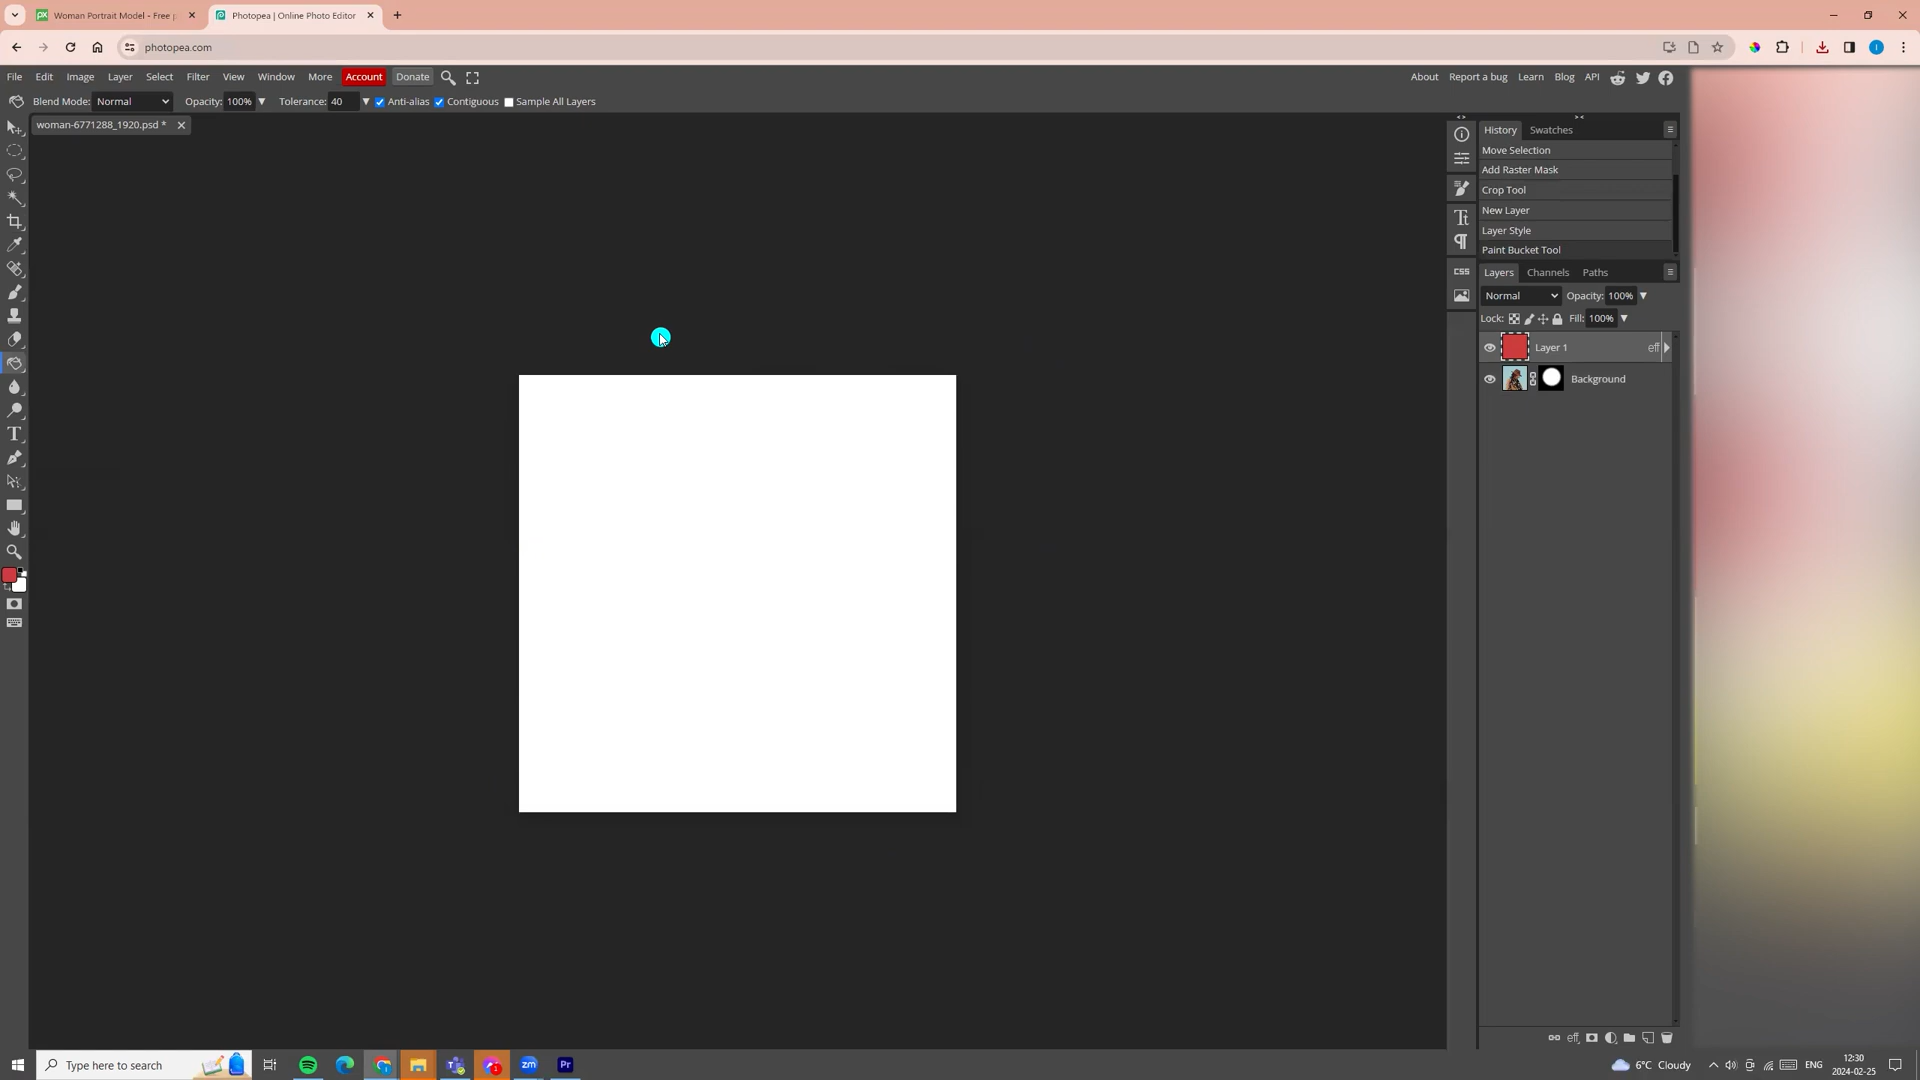 Woman Portrait Model - Free p
Photopea | Online Photo Editor
photopea.com
File Edit Image Layer Select Filter View Window More Account Donate
About Report a bug Learn Blog API
Blend Mode: Normal Opacity: 100% Tolerance: 40 Anti-alias Contiguous Sample All Layers
woman-6771288_1920.psd *
History Swatches
Move Selection
Add Raster Mask
Crop Tool
New Layer
Layer Style
Paint Bucket Tool
CSS
Layers Channels Paths
Normal Opacity: 100%
Lock: Fill: 100%
Layer 1 eff
Background
eff
Type here to search
zm
Pr
6°C Cloudy
ENG
12:30
2024-02-25